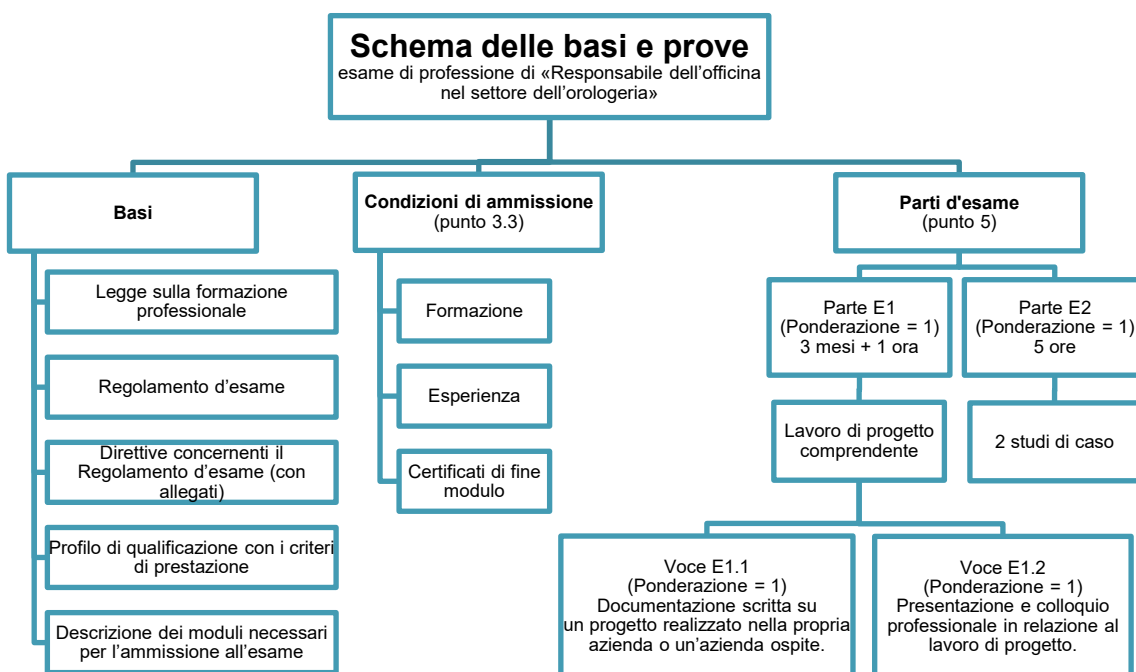 Schema delle basi e prove
esame di professione di «Responsabile dell'officina
nel settore dell'orologeria»
Basi
Legge sulla formazione
professionale
Regolamento d'esame
Direttive concernenti il
Regolamento d'esame (con
allegati)
Profilo di qualificazione con i criteri
di prestazione
Descrizione dei moduli necessari
per l'ammissione all'esame
Condizioni di ammissione
(punto 3.3)
Formazione
Esperienza
Certificati di fine
modulo
Parti d'esame
(punto 5)
Parte E1
(Ponderazione = 1)
3 mesi + 1 ora
Lavoro di progetto
comprendente
Voce E1.1
(Ponderazione = 1)
Documentazione scritta su
un progetto realizzato nella propria
azienda o un'azienda ospite.
Voce E1.2
(Ponderazione = 1)
Presentazione e colloquio
professionale in relazione al
lavoro di progetto.
Parte E2
(Ponderazione = 1)
5 ore
2 studi di caso